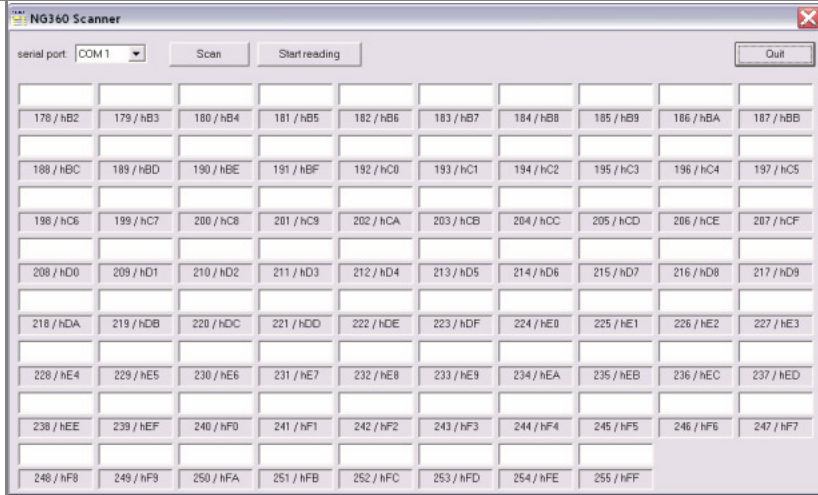 NG360 Scanner
serial port COM 1 Scan Start reading Quit
178 / hB2 179 / hB3 180 / hB4 181 / hB5 182 / hB6 183 / hB7 184 / hB8 185 / hB9 186 / hBA 187 / hBB
188 / hBC 189 / hBD 190 / hBE 191 / hBF 192 / hC0 193 / hC1 194 / hC2 195 / hC3 196 / hC4 197 / hC5
198 / hC6 199 / hC7 200 / hC8 201 / hC9 202 / hCA 203 / hCB 204 / hCC 205 / hCD 206 / hCE 207 / hCF
208 / hD0 209 / hD1 210 / hD2 211 / hD3 212 / hD4 213 / hD5 214 / hD6 215 / hD7 216 / hD8 217 / hD9
218 / hDA 219 / hDB 220 / hDC 221 / hDD 222 / hDE 223 / hDF 224 / hE0 225 / hE1 226 / hE2 227 / hE3
228 / hE4 229 / hE5 230 / hE6 231 / hE7 232 / hE8 233 / hE9 234 / hEA 235 / hEB 236 / hEC 237 / hED
238 / hEE 239 / hEF 240 / hF0 241 / hF1 242 / hF2 243 / hF3 244 / hF4 245 / hF5 246 / hF6 247 / hF7
248 / hF8 249 / hF9 250 / hFA 251 / hFB 252 / hFC 253 / hFD 254 / hFE 255 / hFF